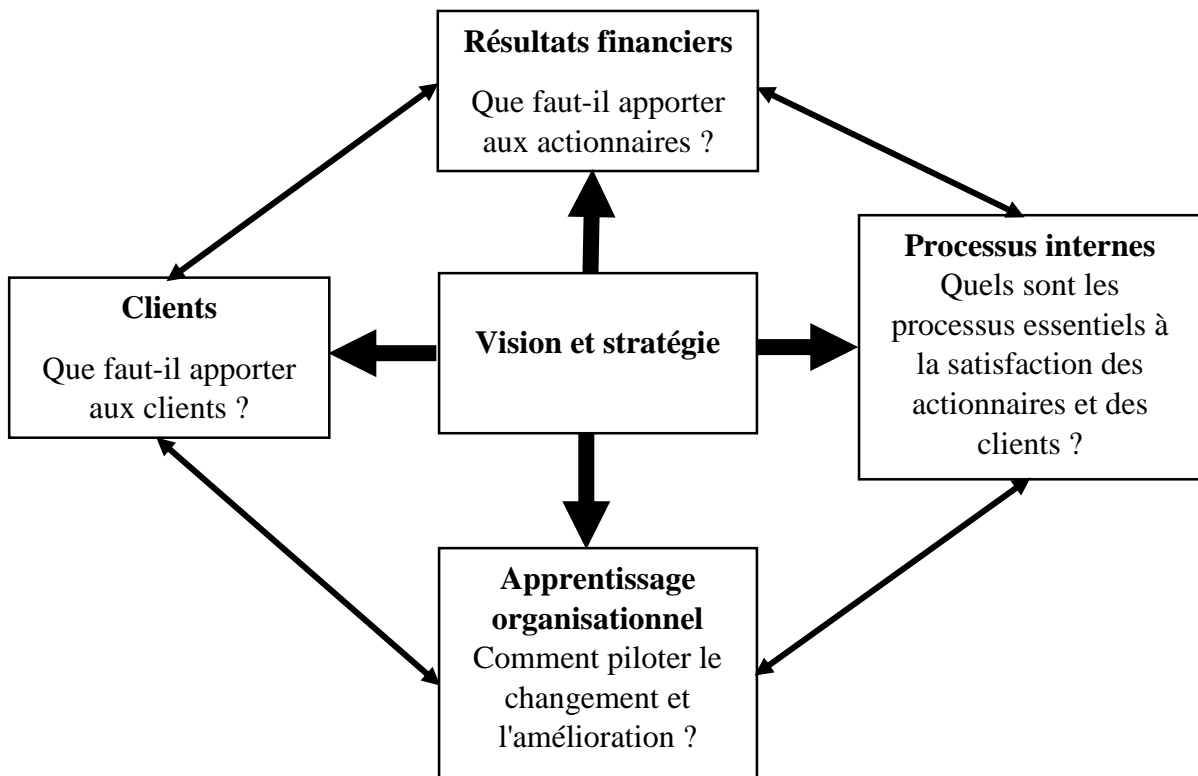 Résultats financiers
Que faut-il apporter
aux actionnaires ?
Clients
Que faut-il apporter
aux clients ?
Vision et stratégie
Processus internes
Quels sont les
processus essentiels à
la satisfaction des
actionnaires et des
clients ?
Apprentissage
organisationnel
Comment piloter le
changement et
l'amélioration ?